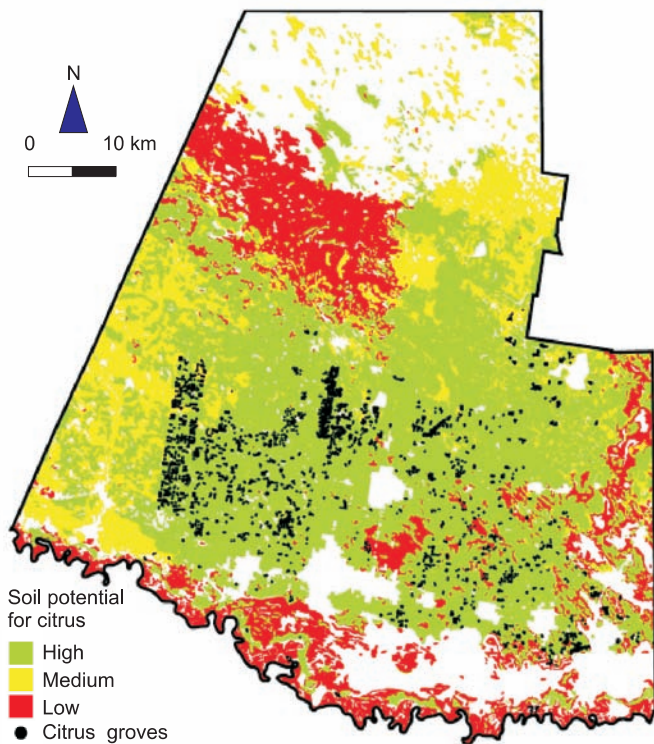 N
0 10 km
Soil potential
for citrus
High
Medium
Low
Citrus groves